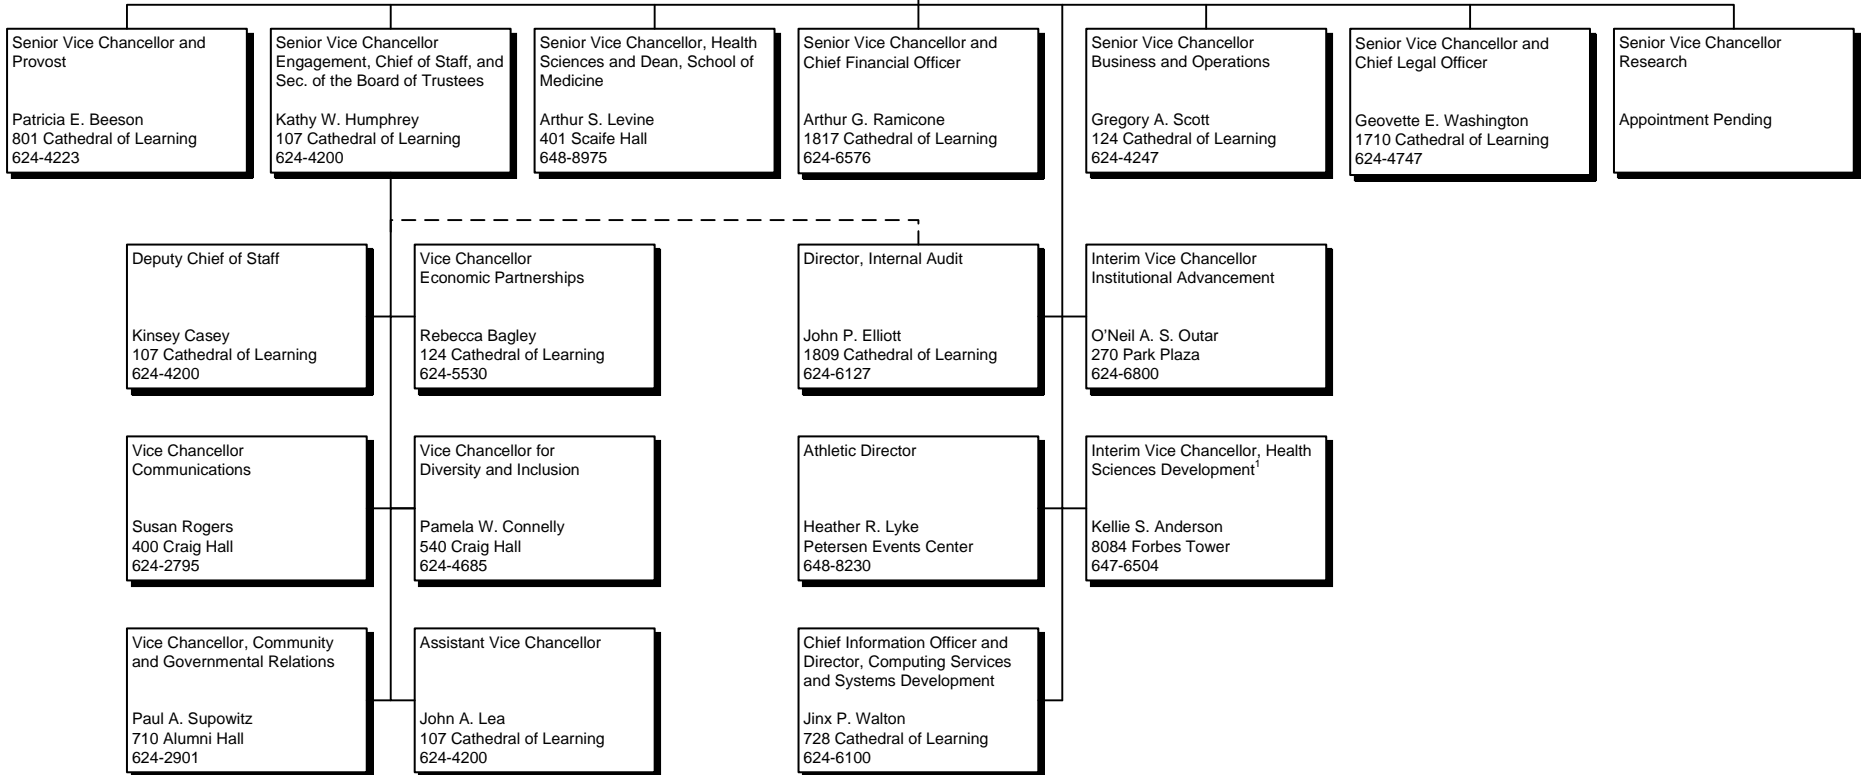 Senior Vice Chancellor and
Provost
Patricia E. Beeson
801 Cathedral of Learning
624-4223
Senior Vice Chancellor
Engagement, Chief of Staff, and
Sec. of the Board of Trustees
Kathy W. Humphrey
107 Cathedral of Learning
624-4200
Senior Vice Chancellor, Health
Sciences and Dean, School of
Medicine
Arthur S. Levine
401 Scaife Hall
648-8975
Senior Vice Chancellor and
Chief Financial Officer
Arthur G. Ramicone
1817 Cathedral of Learning
624-6576
Senior Vice Chancellor
Business and Operations
Gregory A. Scott
124 Cathedral of Learning
624-4247
Senior Vice Chancellor and
Chief Legal Officer
Geovette E. Washington
1710 Cathedral of Learning
624-4747
Senior Vice Chancellor
Research
Appointment Pending
Deputy Chief of Staff
Kinsey Casey
107 Cathedral of Learning
624-4200
Vice Chancellor
Economic Partnerships
Rebecca Bagley
124 Cathedral of Learning
624-5530
Director, Internal Audit
John P. Elliott
1809 Cathedral of Learning
624-6127
Interim Vice Chancellor
Institutional Advancement
O'Neil A. S. Outar
270 Park Plaza
624-6800
Vice Chancellor
Communications
Susan Rogers
400 Craig Hall
624-2795
Vice Chancellor for
Diversity and Inclusion
Pamela W. Connelly
540 Craig Hall
624-4685
Athletic Director
Heather R. Lyke
Petersen Events Center
648-8230
Interim Vice Chancellor, Health
Sciences Development¹
Kellie S. Anderson
8084 Forbes Tower
647-6504
Vice Chancellor, Community
and Governmental Relations
Paul A. Supowitz
710 Alumni Hall
624-2901
Assistant Vice Chancellor
John A. Lea
107 Cathedral of Learning
624-4200
Chief Information Officer and
Director, Computing Services
and Systems Development
Jinx P. Walton
728 Cathedral of Learning
624-6100